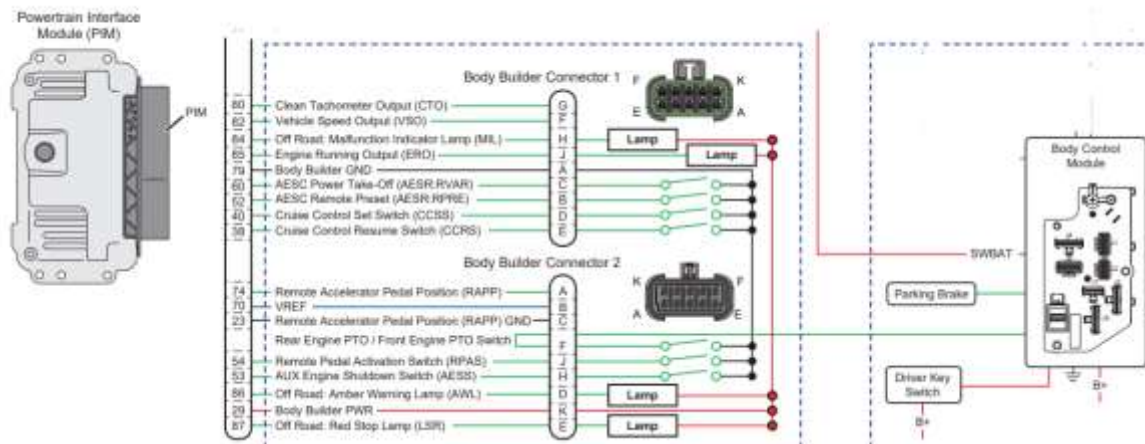 Powertrain Interface
Module (PIM)
PIM
Body Builder Connector 1
F
K
E
A
80 Clean Tachometer Output (CTO) G
62 Vehicle Speed Output (VSO) F
64 Off Road: Malfunction Indicator Lamp (MIL) H Lamp
65 Engine Running Output (ERO) J Lamp
79 Body Builder GND A
60 AESC Power Take-Off (AESR:RVAR) C
AESC Remote Preset (AESR:RPRE) B
40 Cruise Control Set Switch (CCSS) D
38 Cruise Control Resume Switch (CCRS) E
Body Builder Connector 2
K
F
A
E
74 Remote Accelerator Pedal Position (RAPP) A
70 VREF B
23 Remote Accelerator Pedal Position (RAPP) GND C
Rear Engine PTO / Front Engine PTO Switch F
54 Remote Pedal Activation Switch (RPAS) J
53 AUX Engine Shutdown Switch (AESS) H
66 Off Road: Amber Warning Lamp (AWL) D Lamp
29 Body Builder PWR K
87 Off Road: Red Stop Lamp (LSR) E Lamp
Body Control
Module
SWBAT
Parking Brake
Driver Key
Switch
B+
B+